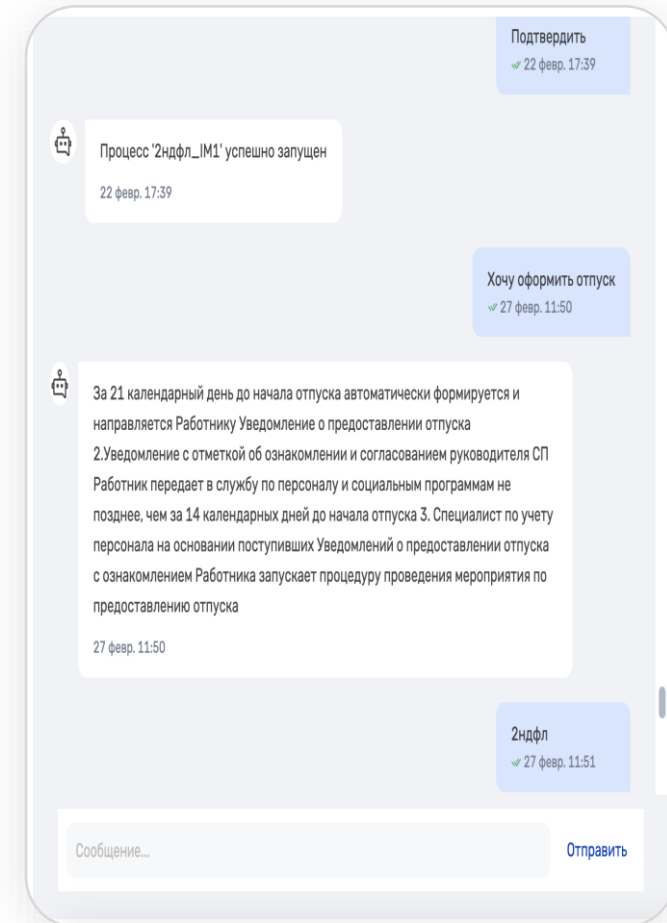 Подтвердить
22 февр. 17:39
Процесс '2ндфл_IM1' успешно запущен
22 февр. 17:39
Хочу оформить отпуск
27 февр. 11:50
За 21 календарный день до начала отпуска автоматически формируется и
направляется Работнику Уведомление о предоставлении отпуска
2.Уведомление с отметкой об ознакомлении и согласованием руководителя СП
Работник передает в службу по персоналу и социальным программам не
позднее, чем за 14 календарных дней до начала отпуска 3. Специалист по учету
персонала на основании поступивших Уведомлений о предоставлении отпуска
с ознакомлением Работника запускает процедуру проведения мероприятия по
предоставлению отпуска
27 февр. 11:50
2ндфл
27 февр. 11:51
Сообщение... Отправить